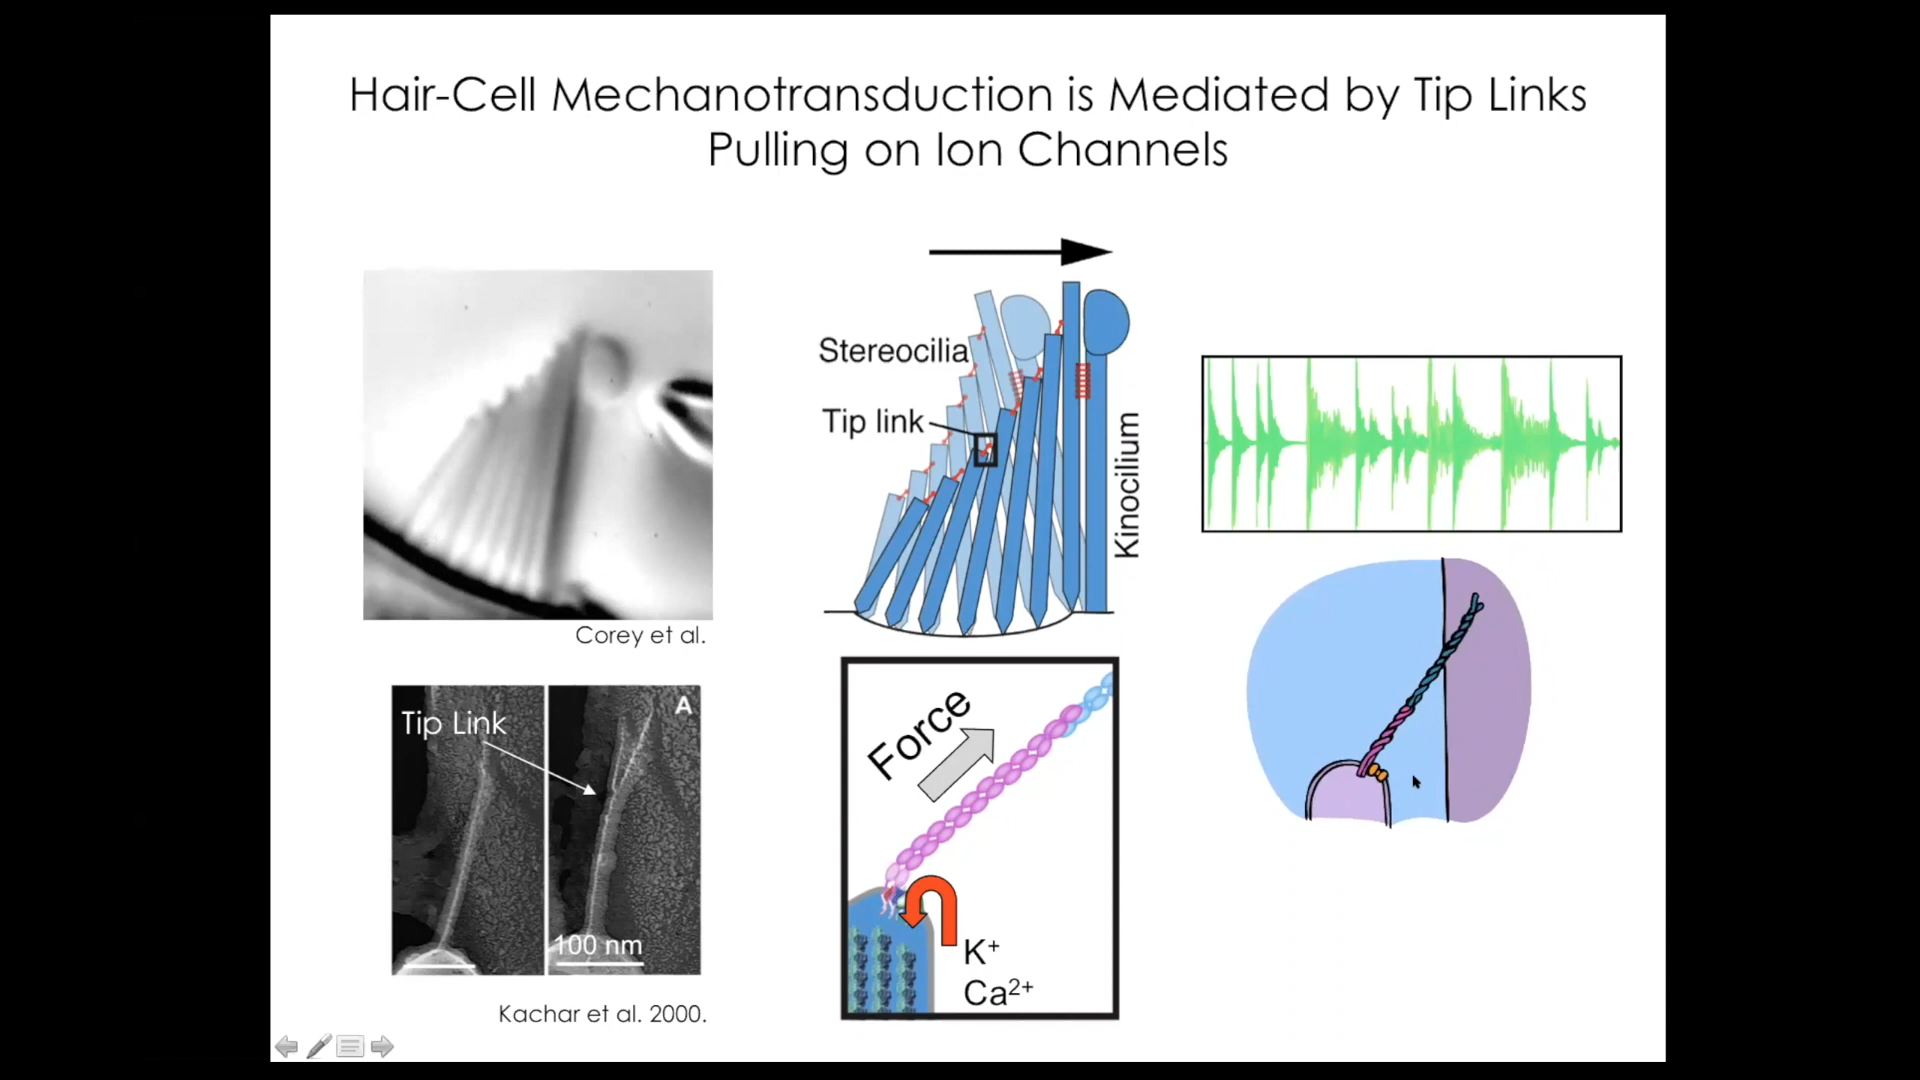 Hair-Cell Mechanotransduction is Mediated by Tip Links
Pulling on Ion Channels
Corey et al.
Tip Link
A
100 nm
Kachar et al. 2000.
Stereocilia
Tip link
Kinocilium
Force
K⁺
Ca²⁺